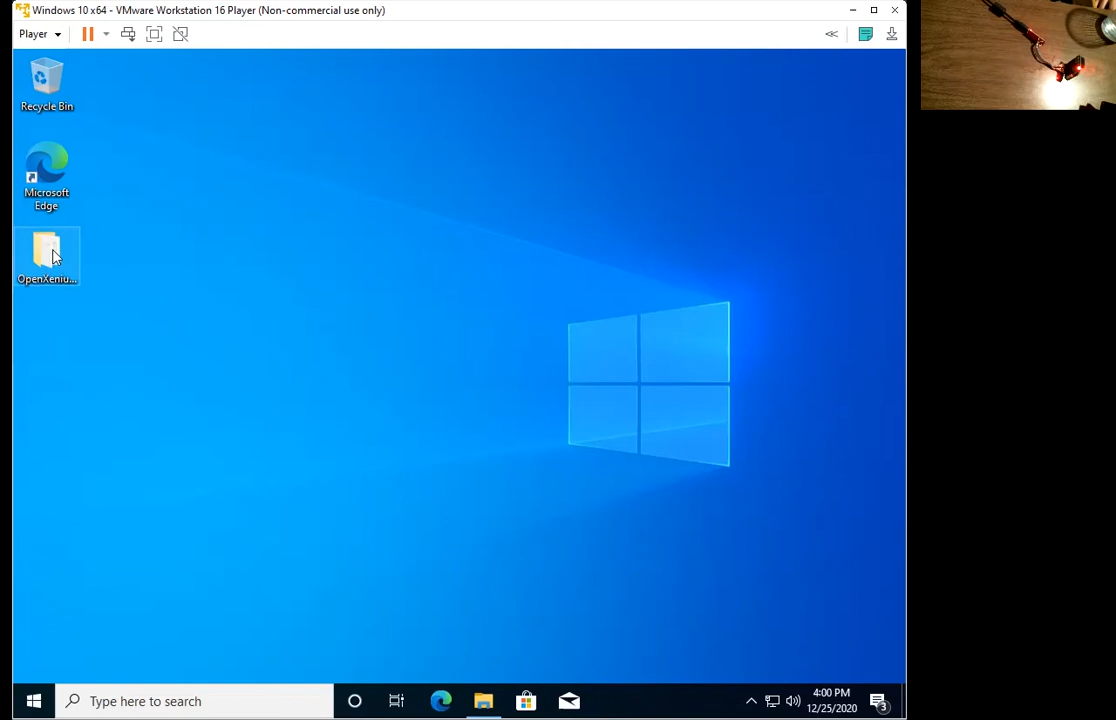 Windows 10 x64 - VMware Workstation 16 Player (Non-commercial use only)
Player
Recycle Bin
Microsoft
Edge
OpenXeniu...
Type here to search
4:00 PM
12/25/2020
3